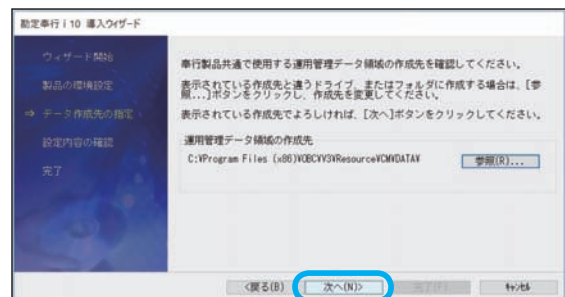 勘定奉行 i 10 導入ウィザード
ウィザード開始
製品の環境設定
⇒ データ作成先の指定
設定内容の確認
完了
奉行製品共通で使用する運用管理データ領域の作成先を確認してください。
表示されている作成先と違うドライブ、またはフォルダに作成する場合は、[参
照...]ボタンをクリックし、作成先を変更してください。
表示されている作成先でよろしければ、[次へ]ボタンをクリックしてください。
運用管理データ領域の作成先
C:¥Program Files (x86)¥OBC¥V3¥Resource¥CM¥DATA¥
参照(R)...
<戻る(B)
次へ(N)>
完了(F)
キャンセル